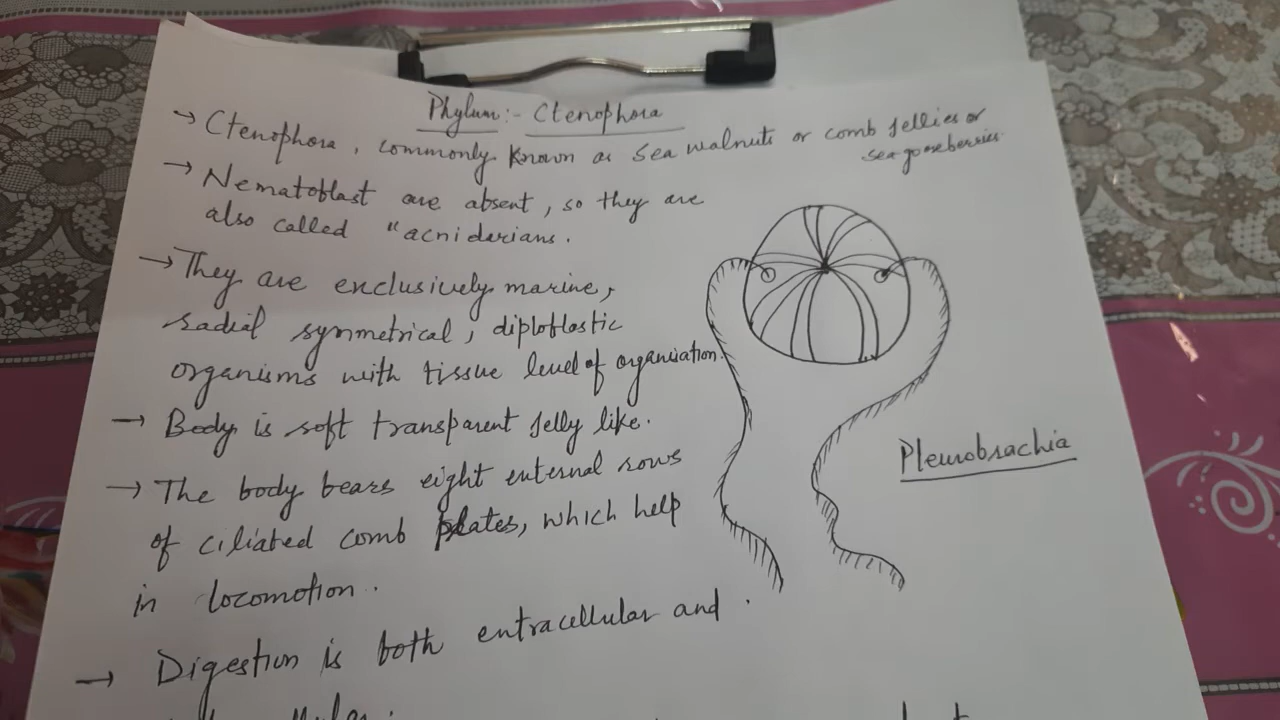 Phylum:- Ctenophora
→ Ctenophora, commonly known as sea walnuts or comb jellies or
sea gooseberries.
→ Nematoblast are absent, so they are
also called "acnidarians.
→ They are exclusively marine,
radial symmetrical, diploblastic
organisms with tissue level of organisation.
→ Body is soft transparent jelly like.
→ The body bears eight external rows
of ciliated comb plates, which help
in locomotion.
Pleurobrachia
→ Digestion is both extracellular and